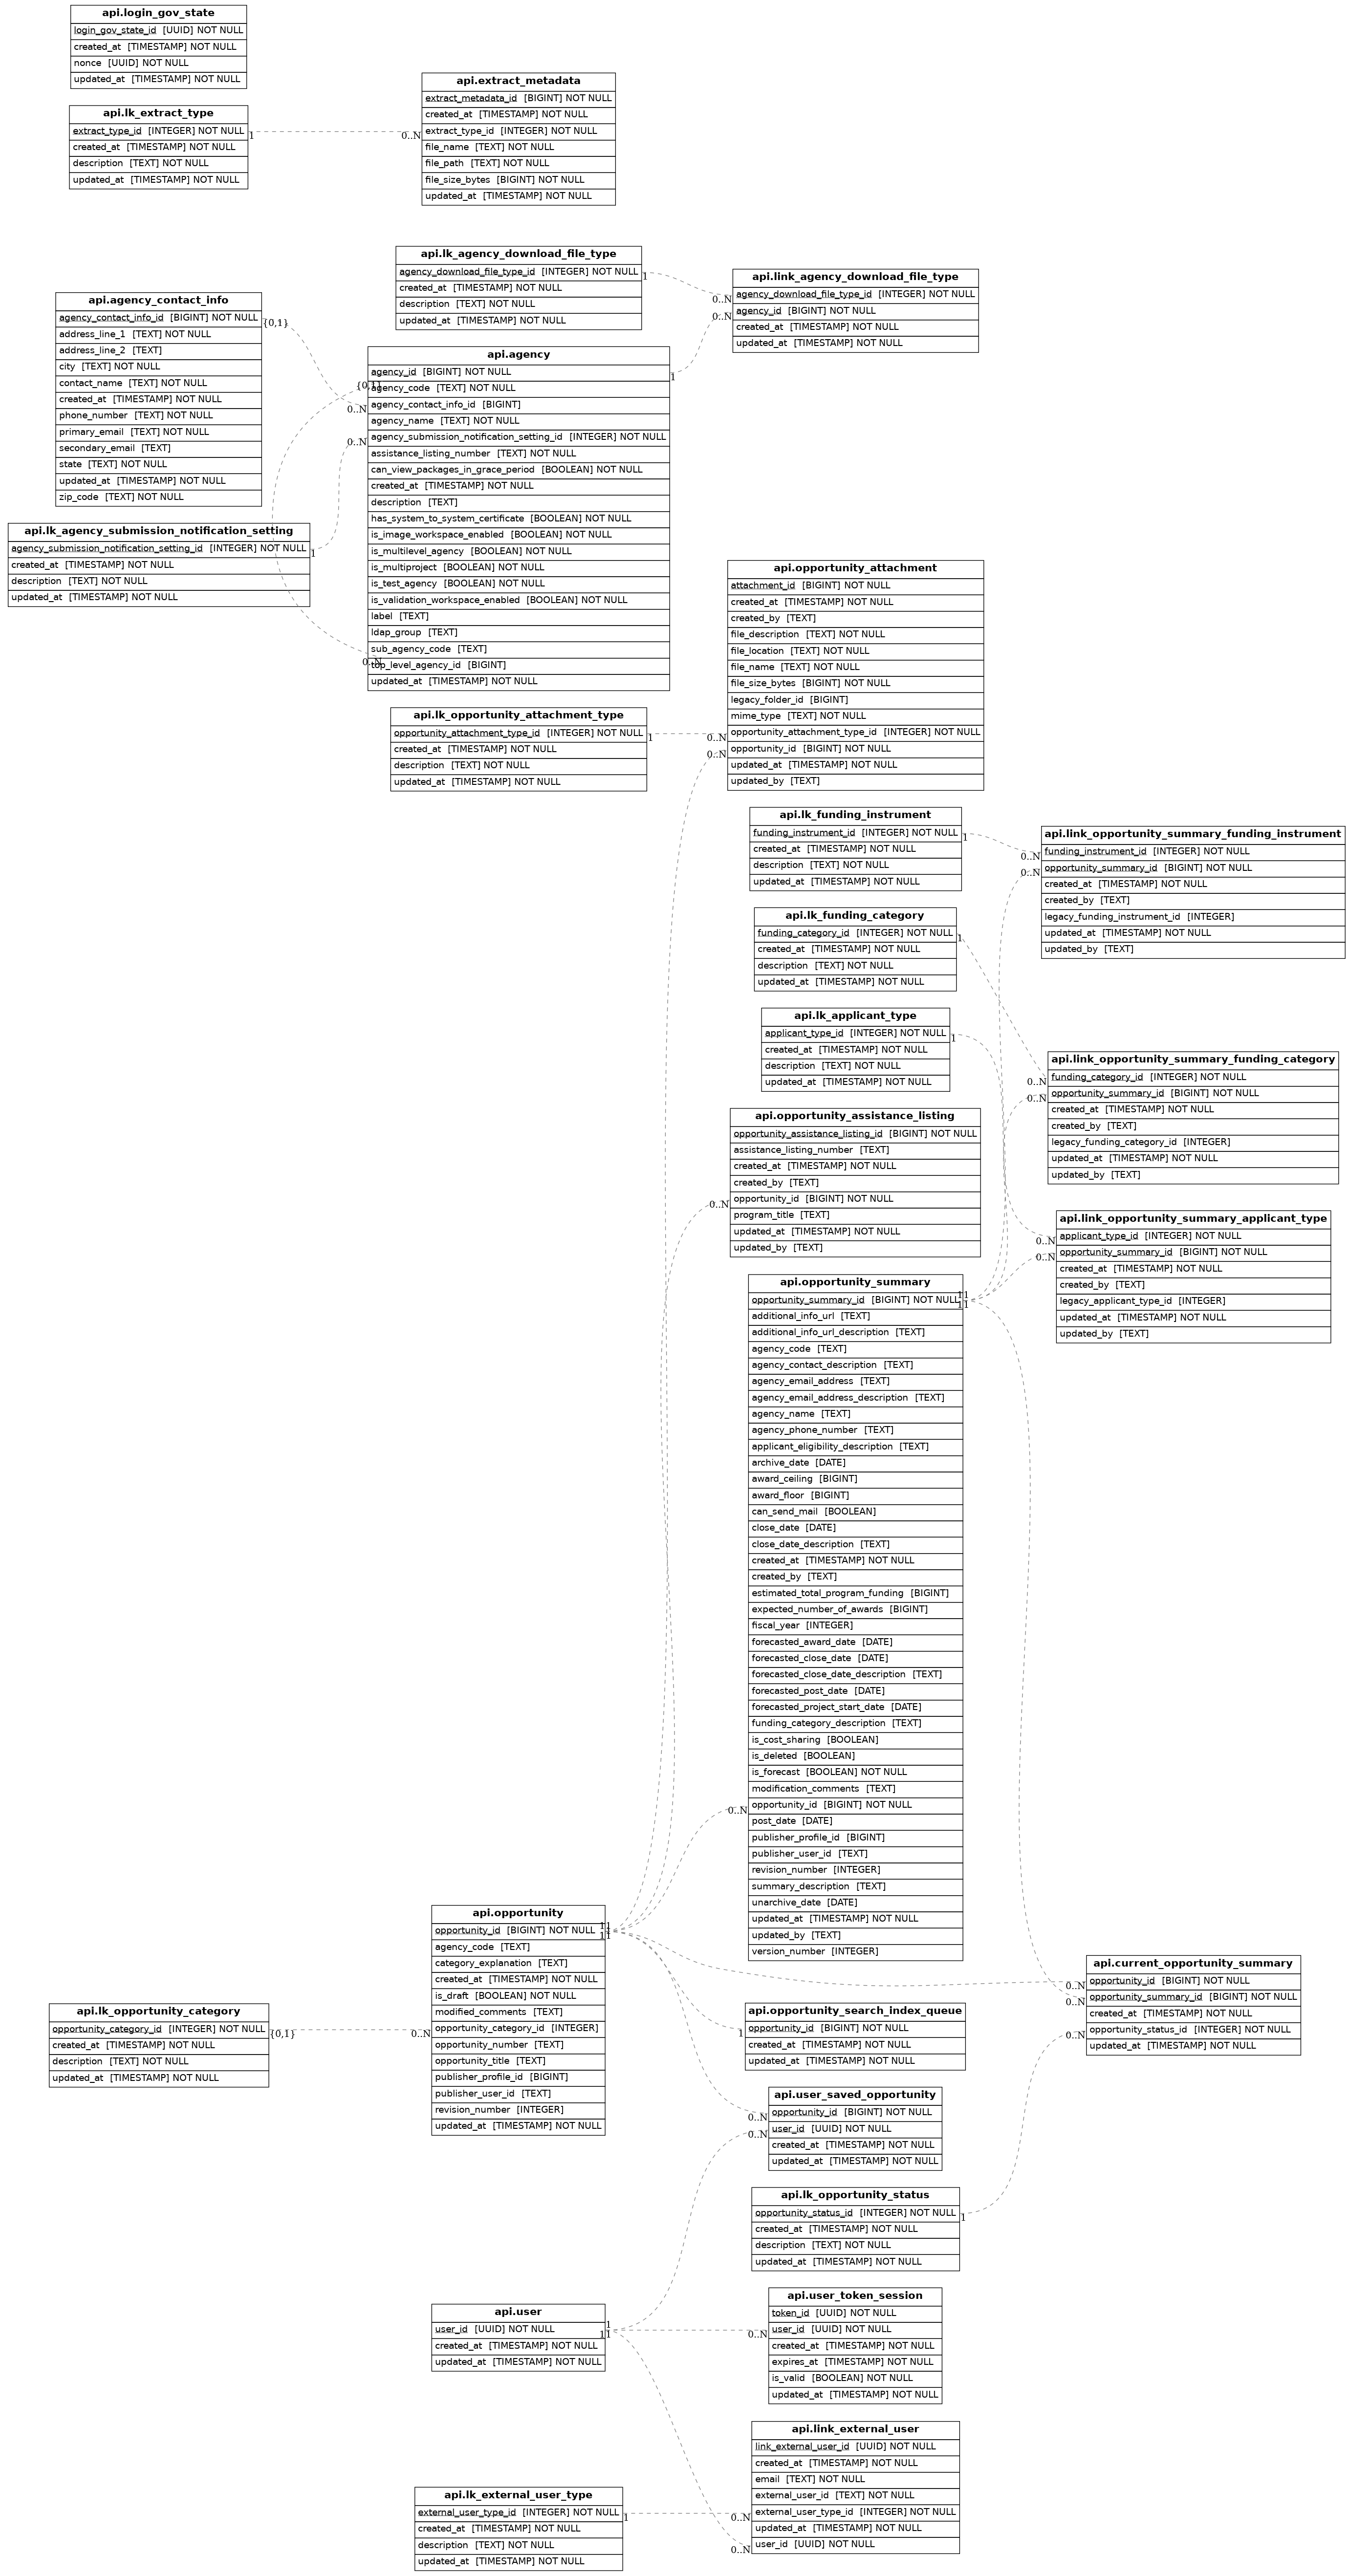 api.login_gov_state
login_gov_state_id [UUID] NOT NULL
created_at [TIMESTAMP] NOT NULL
nonce [UUID] NOT NULL
updated_at [TIMESTAMP] NOT NULL
api.lk_extract_type
extract_type_id [INTEGER] NOT NULL
created_at [TIMESTAMP] NOT NULL
description [TEXT] NOT NULL
updated_at [TIMESTAMP] NOT NULL
1
0..N
api.extract_metadata
extract_metadata_id [BIGINT] NOT NULL
created_at [TIMESTAMP] NOT NULL
extract_type_id [INTEGER] NOT NULL
file_name [TEXT] NOT NULL
file_path [TEXT] NOT NULL
file_size_bytes [BIGINT] NOT NULL
updated_at [TIMESTAMP] NOT NULL
api.lk_agency_download_file_type
agency_download_file_type_id [INTEGER] NOT NULL
created_at [TIMESTAMP] NOT NULL
description [TEXT] NOT NULL
updated_at [TIMESTAMP] NOT NULL
1
0..N
0..N
api.link_agency_download_file_type
agency_download_file_type_id [INTEGER] NOT NULL
agency_id [BIGINT] NOT NULL
created_at [TIMESTAMP] NOT NULL
updated_at [TIMESTAMP] NOT NULL
api.agency_contact_info
agency_contact_info_id [BIGINT] NOT NULL
address_line_1 [TEXT] NOT NULL
address_line_2 [TEXT]
city [TEXT] NOT NULL
contact_name [TEXT] NOT NULL
created_at [TIMESTAMP] NOT NULL
phone_number [TEXT] NOT NULL
primary_email [TEXT] NOT NULL
secondary_email [TEXT]
state [TEXT] NOT NULL
updated_at [TIMESTAMP] NOT NULL
zip_code [TEXT] NOT NULL
{0,1}
0..N
{0,1}
0..N
0..N
1
api.agency
agency_id [BIGINT] NOT NULL
agency_code [TEXT] NOT NULL
agency_contact_info_id [BIGINT]
agency_name [TEXT] NOT NULL
agency_submission_notification_setting_id [INTEGER] NOT NULL
assistance_listing_number [TEXT] NOT NULL
can_view_packages_in_grace_period [BOOLEAN] NOT NULL
created_at [TIMESTAMP] NOT NULL
description [TEXT]
has_system_to_system_certificate [BOOLEAN] NOT NULL
is_image_workspace_enabled [BOOLEAN] NOT NULL
is_multilevel_agency [BOOLEAN] NOT NULL
is_multiproject [BOOLEAN] NOT NULL
is_test_agency [BOOLEAN] NOT NULL
is_validation_workspace_enabled [BOOLEAN] NOT NULL
label [TEXT]
ldap_group [TEXT]
sub_agency_code [TEXT]
top_level_agency_id [BIGINT]
updated_at [TIMESTAMP] NOT NULL
api.lk_agency_submission_notification_setting
agency_submission_notification_setting_id [INTEGER] NOT NULL
created_at [TIMESTAMP] NOT NULL
description [TEXT] NOT NULL
updated_at [TIMESTAMP] NOT NULL
1
api.opportunity_attachment
attachment_id [BIGINT] NOT NULL
created_at [TIMESTAMP] NOT NULL
created_by [TEXT]
file_description [TEXT] NOT NULL
file_location [TEXT] NOT NULL
file_name [TEXT] NOT NULL
file_size_bytes [BIGINT] NOT NULL
legacy_folder_id [BIGINT]
mime_type [TEXT] NOT NULL
opportunity_attachment_type_id [INTEGER] NOT NULL
opportunity_id [BIGINT] NOT NULL
updated_at [TIMESTAMP] NOT NULL
updated_by [TEXT]
api.lk_opportunity_attachment_type
opportunity_attachment_type_id [INTEGER] NOT NULL
created_at [TIMESTAMP] NOT NULL
description [TEXT] NOT NULL
updated_at [TIMESTAMP] NOT NULL
1
0..N
0..N
api.lk_funding_instrument
funding_instrument_id [INTEGER] NOT NULL
created_at [TIMESTAMP] NOT NULL
description [TEXT] NOT NULL
updated_at [TIMESTAMP] NOT NULL
1
0..N
0..N
api.link_opportunity_summary_funding_instrument
funding_instrument_id [INTEGER] NOT NULL
opportunity_summary_id [BIGINT] NOT NULL
created_at [TIMESTAMP] NOT NULL
created_by [TEXT]
legacy_funding_instrument_id [INTEGER]
updated_at [TIMESTAMP] NOT NULL
updated_by [TEXT]
api.lk_funding_category
funding_category_id [INTEGER] NOT NULL
created_at [TIMESTAMP] NOT NULL
description [TEXT] NOT NULL
updated_at [TIMESTAMP] NOT NULL
1
api.lk_applicant_type
applicant_type_id [INTEGER] NOT NULL
created_at [TIMESTAMP] NOT NULL
description [TEXT] NOT NULL
updated_at [TIMESTAMP] NOT NULL
1
0..N
0..N
api.link_opportunity_summary_funding_category
funding_category_id [INTEGER] NOT NULL
opportunity_summary_id [BIGINT] NOT NULL
created_at [TIMESTAMP] NOT NULL
created_by [TEXT]
legacy_funding_category_id [INTEGER]
updated_at [TIMESTAMP] NOT NULL
updated_by [TEXT]
api.opportunity_assistance_listing
opportunity_assistance_listing_id [BIGINT] NOT NULL
assistance_listing_number [TEXT]
created_at [TIMESTAMP] NOT NULL
created_by [TEXT]
opportunity_id [BIGINT] NOT NULL
program_title [TEXT]
updated_at [TIMESTAMP] NOT NULL
updated_by [TEXT]
0..N
0..N
0..N
api.link_opportunity_summary_applicant_type
applicant_type_id [INTEGER] NOT NULL
opportunity_summary_id [BIGINT] NOT NULL
created_at [TIMESTAMP] NOT NULL
created_by [TEXT]
legacy_applicant_type_id [INTEGER]
updated_at [TIMESTAMP] NOT NULL
updated_by [TEXT]
api.opportunity_summary
opportunity_summary_id [BIGINT] NOT NULL
additional_info_url [TEXT]
additional_info_url_description [TEXT]
agency_code [TEXT]
agency_contact_description [TEXT]
agency_email_address [TEXT]
agency_email_address_description [TEXT]
agency_name [TEXT]
agency_phone_number [TEXT]
applicant_eligibility_description [TEXT]
archive_date [DATE]
award_ceiling [BIGINT]
award_floor [BIGINT]
can_send_mail [BOOLEAN]
close_date [DATE]
close_date_description [TEXT]
created_at [TIMESTAMP] NOT NULL
created_by [TEXT]
estimated_total_program_funding [BIGINT]
expected_number_of_awards [BIGINT]
fiscal_year [INTEGER]
forecasted_award_date [DATE]
forecasted_close_date [DATE]
forecasted_close_date_description [TEXT]
forecasted_post_date [DATE]
forecasted_project_start_date [DATE]
funding_category_description [TEXT]
is_cost_sharing [BOOLEAN]
is_deleted [BOOLEAN]
is_forecast [BOOLEAN] NOT NULL
modification_comments [TEXT]
opportunity_id [BIGINT] NOT NULL
post_date [DATE]
publisher_profile_id [BIGINT]
publisher_user_id [TEXT]
revision_number [INTEGER]
summary_description [TEXT]
unarchive_date [DATE]
updated_at [TIMESTAMP] NOT NULL
updated_by [TEXT]
version_number [INTEGER]
11
11
0..N
api.opportunity
opportunity_id [BIGINT] NOT NULL
agency_code [TEXT]
category_explanation [TEXT]
created_at [TIMESTAMP] NOT NULL
is_draft [BOOLEAN] NOT NULL
modified_comments [TEXT]
opportunity_category_id [INTEGER]
opportunity_number [TEXT]
opportunity_title [TEXT]
publisher_profile_id [BIGINT]
publisher_user_id [TEXT]
revision_number [INTEGER]
updated_at [TIMESTAMP] NOT NULL
11
11
api.current_opportunity_summary
opportunity_id [BIGINT] NOT NULL
opportunity_summary_id [BIGINT] NOT NULL
created_at [TIMESTAMP] NOT NULL
opportunity_status_id [INTEGER] NOT NULL
updated_at [TIMESTAMP] NOT NULL
0..N
0..N
0..N
api.lk_opportunity_category
opportunity_category_id [INTEGER] NOT NULL
created_at [TIMESTAMP] NOT NULL
description [TEXT] NOT NULL
updated_at [TIMESTAMP] NOT NULL
{0,1}
0..N
api.opportunity_search_index_queue
opportunity_id [BIGINT] NOT NULL
created_at [TIMESTAMP] NOT NULL
updated_at [TIMESTAMP] NOT NULL
1
api.user_saved_opportunity
opportunity_id [BIGINT] NOT NULL
user_id [UUID] NOT NULL
created_at [TIMESTAMP] NOT NULL
updated_at [TIMESTAMP] NOT NULL
0..N
0..N
api.lk_opportunity_status
opportunity_status_id [INTEGER] NOT NULL
created_at [TIMESTAMP] NOT NULL
description [TEXT] NOT NULL
updated_at [TIMESTAMP] NOT NULL
1
api.user
user_id [UUID] NOT NULL
created_at [TIMESTAMP] NOT NULL
updated_at [TIMESTAMP] NOT NULL
1
11
api.user_token_session
token_id [UUID] NOT NULL
user_id [UUID] NOT NULL
created_at [TIMESTAMP] NOT NULL
expires_at [TIMESTAMP] NOT NULL
is_valid [BOOLEAN] NOT NULL
updated_at [TIMESTAMP] NOT NULL
0..N
api.link_external_user
link_external_user_id [UUID] NOT NULL
created_at [TIMESTAMP] NOT NULL
email [TEXT] NOT NULL
external_user_id [TEXT] NOT NULL
external_user_type_id [INTEGER] NOT NULL
updated_at [TIMESTAMP] NOT NULL
user_id [UUID] NOT NULL
0..N
0..N
api.lk_external_user_type
external_user_type_id [INTEGER] NOT NULL
created_at [TIMESTAMP] NOT NULL
description [TEXT] NOT NULL
updated_at [TIMESTAMP] NOT NULL
1